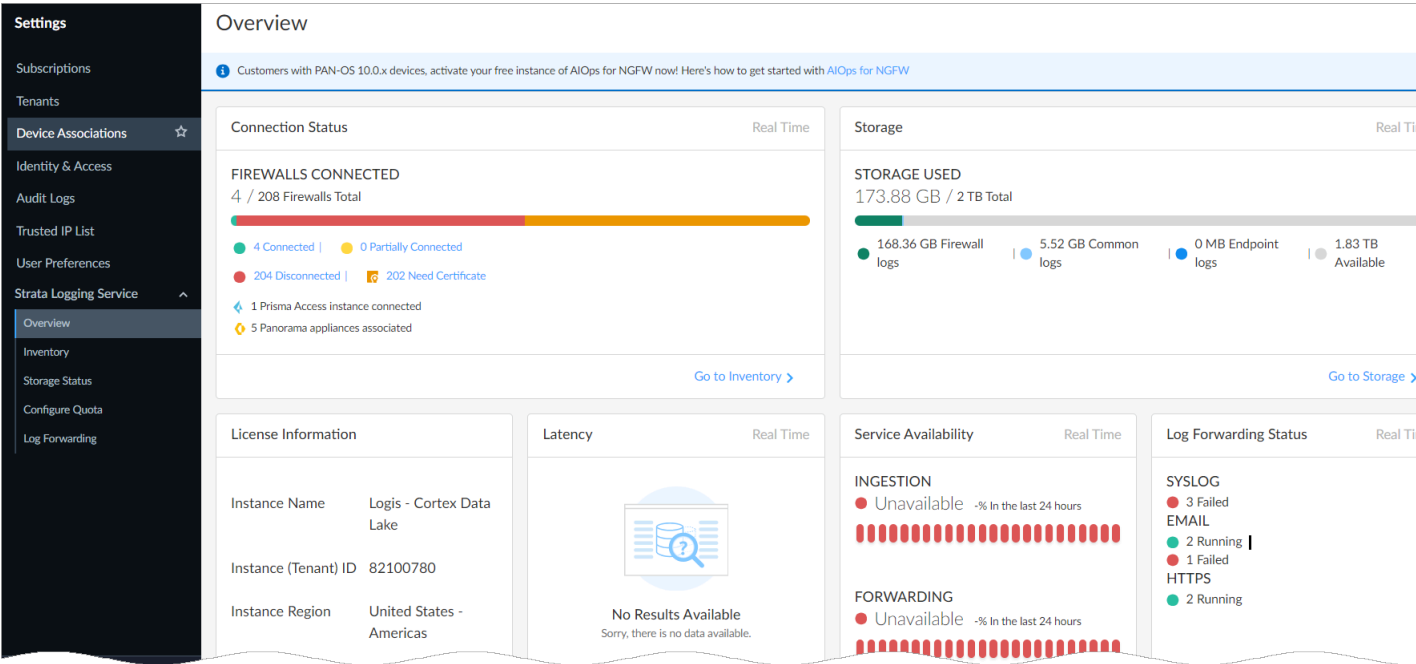 Settings
Subscriptions
Tenants
Device Associations
Identity & Access
Audit Logs
Trusted IP List
User Preferences
Strata Logging Service
Overview
Inventory
Storage Status
Configure Quota
Log Forwarding
Overview
Customers with PAN-OS 10.0.x devices, activate your free instance of AIOps for NGFW now! Here's how to get started with AIOps for NGFW
Connection Status
Real Time
FIREWALLS CONNECTED
4 / 208 Firewalls Total
4 Connected |
0 Partially Connected
204 Disconnected |
202 Need Certificate
1 Prisma Access instance connected
5 Panorama appliances associated
Go to Inventory
Storage
Real Ti
STORAGE USED
173.88 GB / 2 TB Total
168.36 GB Firewall
logs
5.52 GB Common
logs
0 MB Endpoint
logs
1.83 TB
Available
Go to Storage
License Information
Instance Name
Logis - Cortex Data
Lake
Instance (Tenant) ID
82100780
Instance Region
United States -
Americas
Latency
Real Time
No Results Available
Sorry, there is no data available.
Service Availability
Real Time
INGESTION
Unavailable -% In the last 24 hours
FORWARDING
Unavailable -% In the last 24 hours
Log Forwarding Status
Real Ti
SYSLOG
3 Failed
EMAIL
2 Running
1 Failed
HTTPS
2 Running